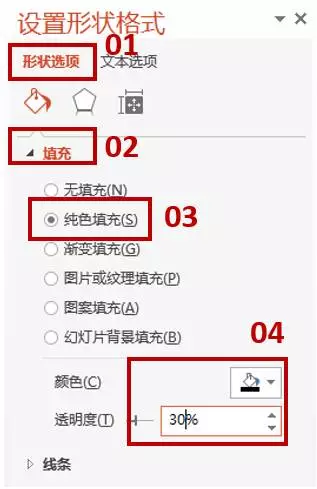 设置形状格式
01
形状选项 文本选项
填充 02
无填充(N)
纯色填充(S) 03
渐变填充(G)
图片或纹理填充(P)
图案填充(A)
幻灯片背景填充(B)
04
颜色(C)
透明度(T) 30%
线条